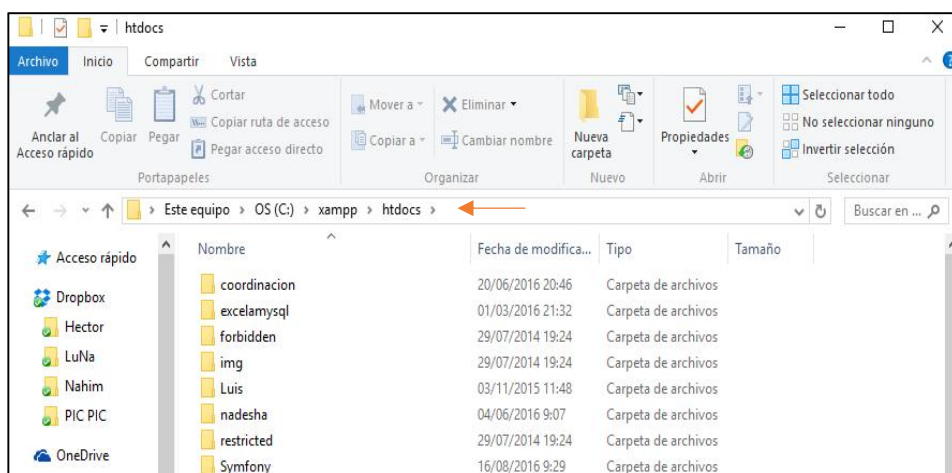 htdocs
Archivo Inicio Compartir Vista
Anclar al Acceso rápido
Copiar
Pegar
Cortar
Copiar ruta de acceso
Pegar acceso directo
Portapapeles
Mover a
Copiar a
Eliminar
Cambiar nombre
Organizar
Nueva carpeta
Nuevo
Propiedades
Abrir
Seleccionar todo
No seleccionar ninguno
Invertir selección
Seleccionar
Este equipo > OS (C:) > xampp > htdocs >
Buscar en ...
Acceso rápido
Dropbox
Hector
LuNa
Nahim
PIC PIC
OneDrive
Nombre Fecha de modifica... Tipo Tamaño
coordinacion 20/06/2016 20:46 Carpeta de archivos
excelamysql 01/03/2016 21:32 Carpeta de archivos
forbidden 29/07/2014 19:24 Carpeta de archivos
img 29/07/2014 19:24 Carpeta de archivos
Luis 03/11/2015 11:48 Carpeta de archivos
nadesha 04/06/2016 9:07 Carpeta de archivos
restricted 29/07/2014 19:24 Carpeta de archivos
Symfony 16/08/2016 9:29 Carpeta de archivos